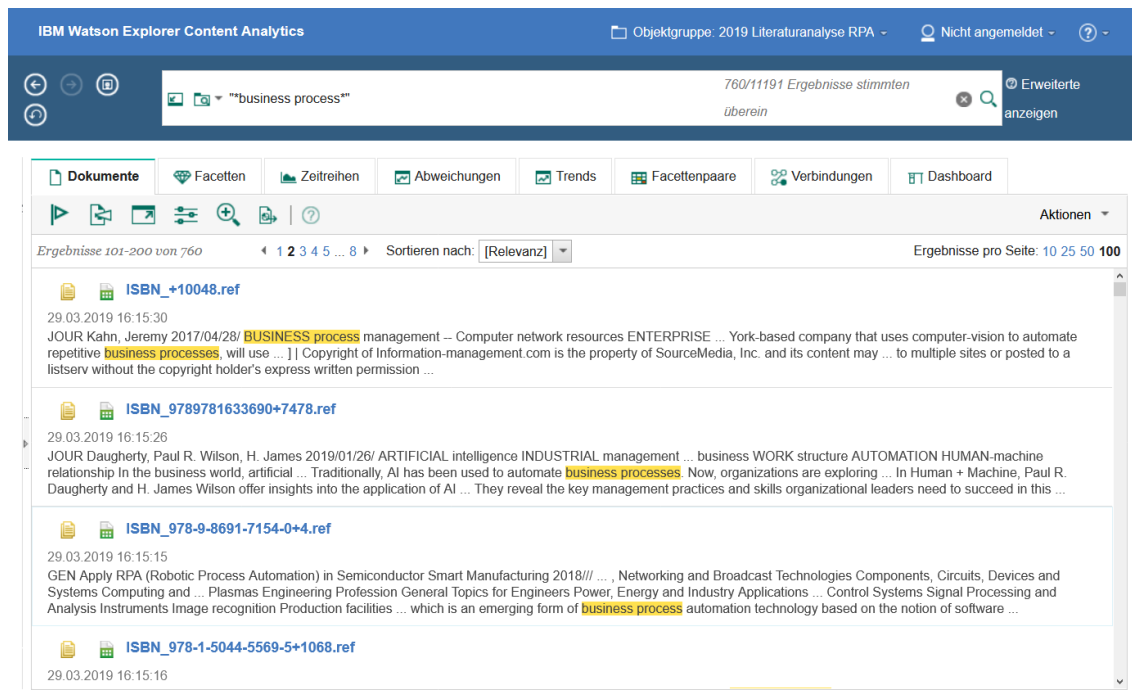 IBM Watson Explorer Content Analytics
Objektgruppe: 2019 Literaturanalyse RPA
Nicht angemeldet
"*business process*"
760/11191 Ergebnisse stimmten
überein
Erweiterte
anzeigen
Dokumente
Facetten
Zeitreihen
Abweichungen
Trends
Facettenpaare
Verbindungen
Dashboard
Aktionen
Ergebnisse 101-200 von 760
1 2 3 4 5 ... 8
Sortieren nach: [Relevanz]
Ergebnisse pro Seite: 10 25 50 100
ISBN_+10048.ref
29.03.2019 16:15:30
JOUR Kahn, Jeremy 2017/04/28/ BUSINESS process management -- Computer network resources ENTERPRISE ... York-based company that uses computer-vision to automate
repetitive business processes, will use ... ] | Copyright of Information-management.com is the property of SourceMedia, Inc. and its content may ... to multiple sites or posted to a
listserv without the copyright holder's express written permission ...
ISBN_9789781633690+7478.ref
29.03.2019 16:15:26
JOUR Daugherty, Paul R. Wilson, H. James 2019/01/26/ ARTIFICIAL intelligence INDUSTRIAL management ... business WORK structure AUTOMATION HUMAN-machine
relationship In the business world, artificial ... Traditionally, AI has been used to automate business processes. Now, organizations are exploring ... In Human + Machine, Paul R.
Daugherty and H. James Wilson offer insights into the application of AI ... They reveal the key management practices and skills organizational leaders need to succeed in this ...
ISBN_978-9-8691-7154-0+4.ref
29.03.2019 16:15:15
GEN Apply RPA (Robotic Process Automation) in Semiconductor Smart Manufacturing 2018/// ... , Networking and Broadcast Technologies Components, Circuits, Devices and
Systems Computing and ... Plasmas Engineering Profession General Topics for Engineers Power, Energy and Industry Applications ... Control Systems Signal Processing and
Analysis Instruments Image recognition Production facilities ... which is an emerging form of business process automation technology based on the notion of software ...
ISBN_978-1-5044-5569-5+1068.ref
29.03.2019 16:15:16